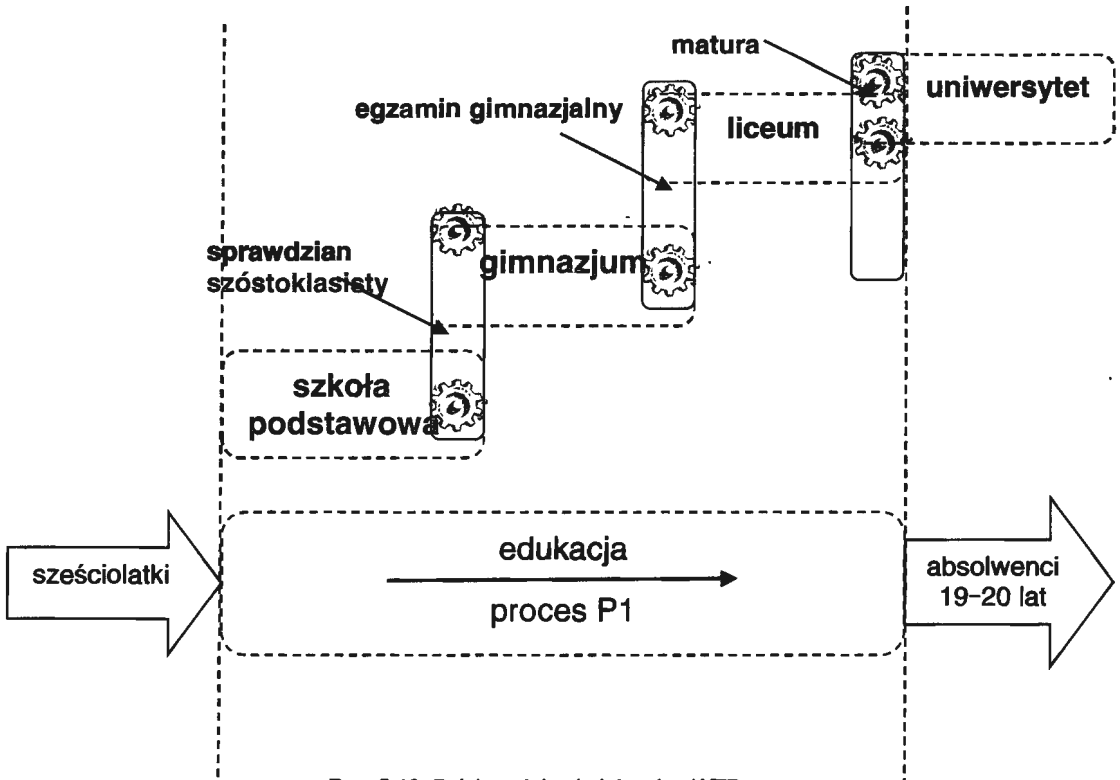 matura
uniwersytet
egzamin gimnazjalny
liceum
sprawdzian
szóstoklasisty
gimnazjum
szkoła
podstawowa
sześciolatki
edukacja
proces P1
absolwenci
19–20 lat